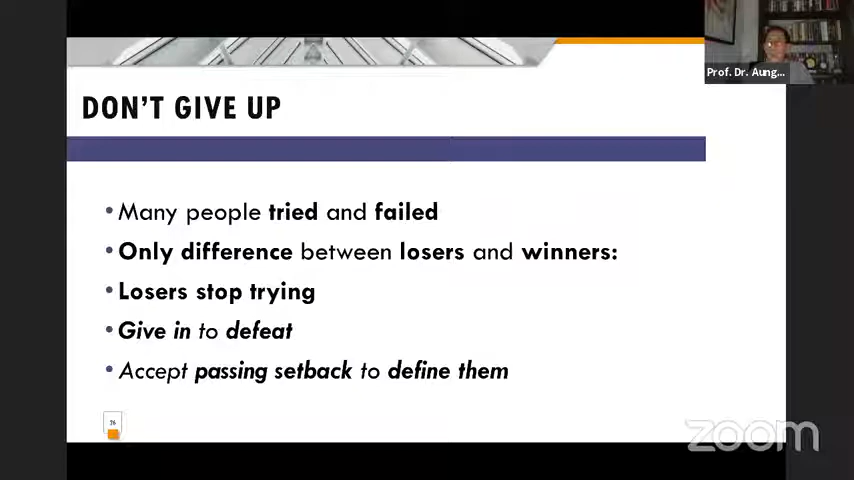 Prof. Dr. Aung...
DON'T GIVE UP
•Many people tried and failed
•Only difference between losers and winners:
•Losers stop trying
•Give in to defeat
•Accept passing setback to define them
76
zoom